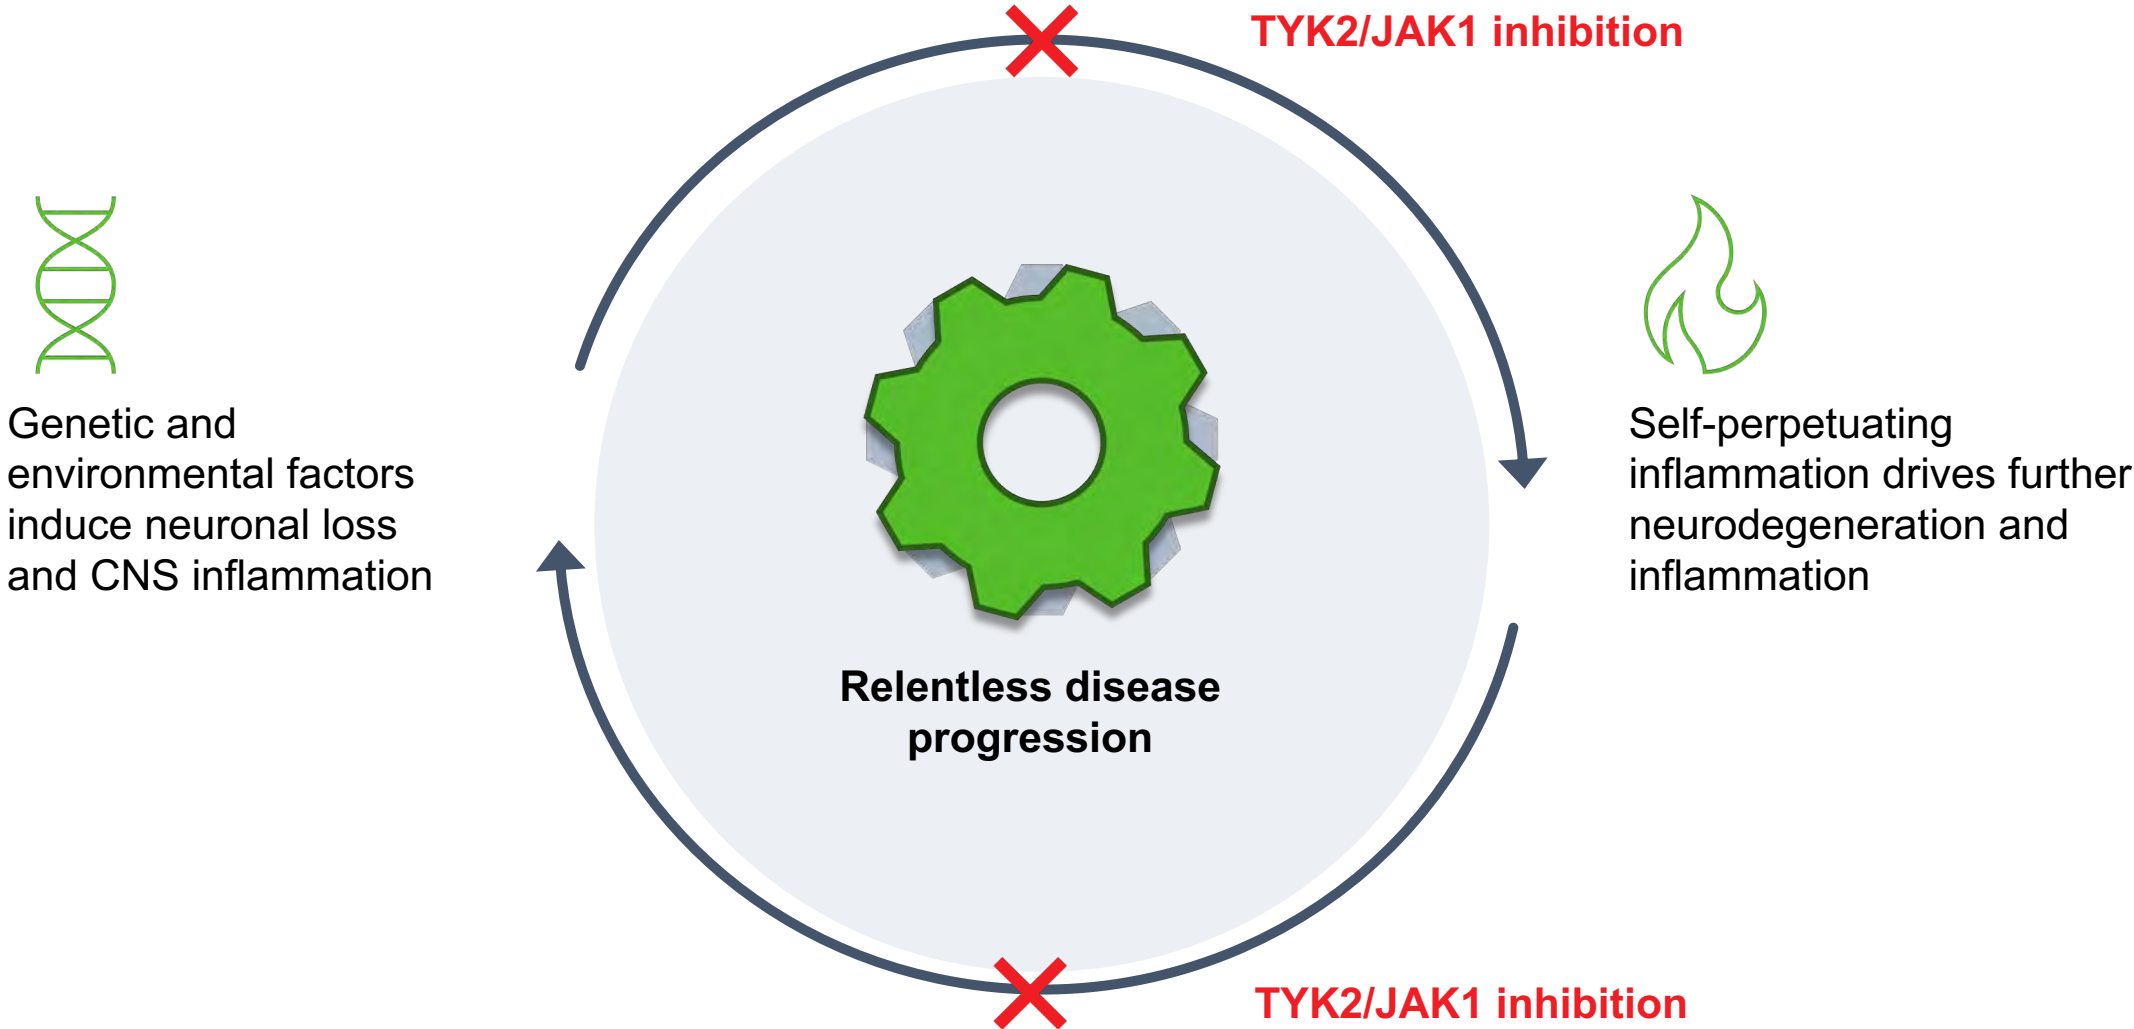 TYK2/JAK1 inhibition
Genetic and
environmental factors
induce neuronal loss
and CNS inflammation
Self-perpetuating
inflammation drives further
neurodegeneration and
inflammation
Relentless disease
progression
TYK2/JAK1 inhibition